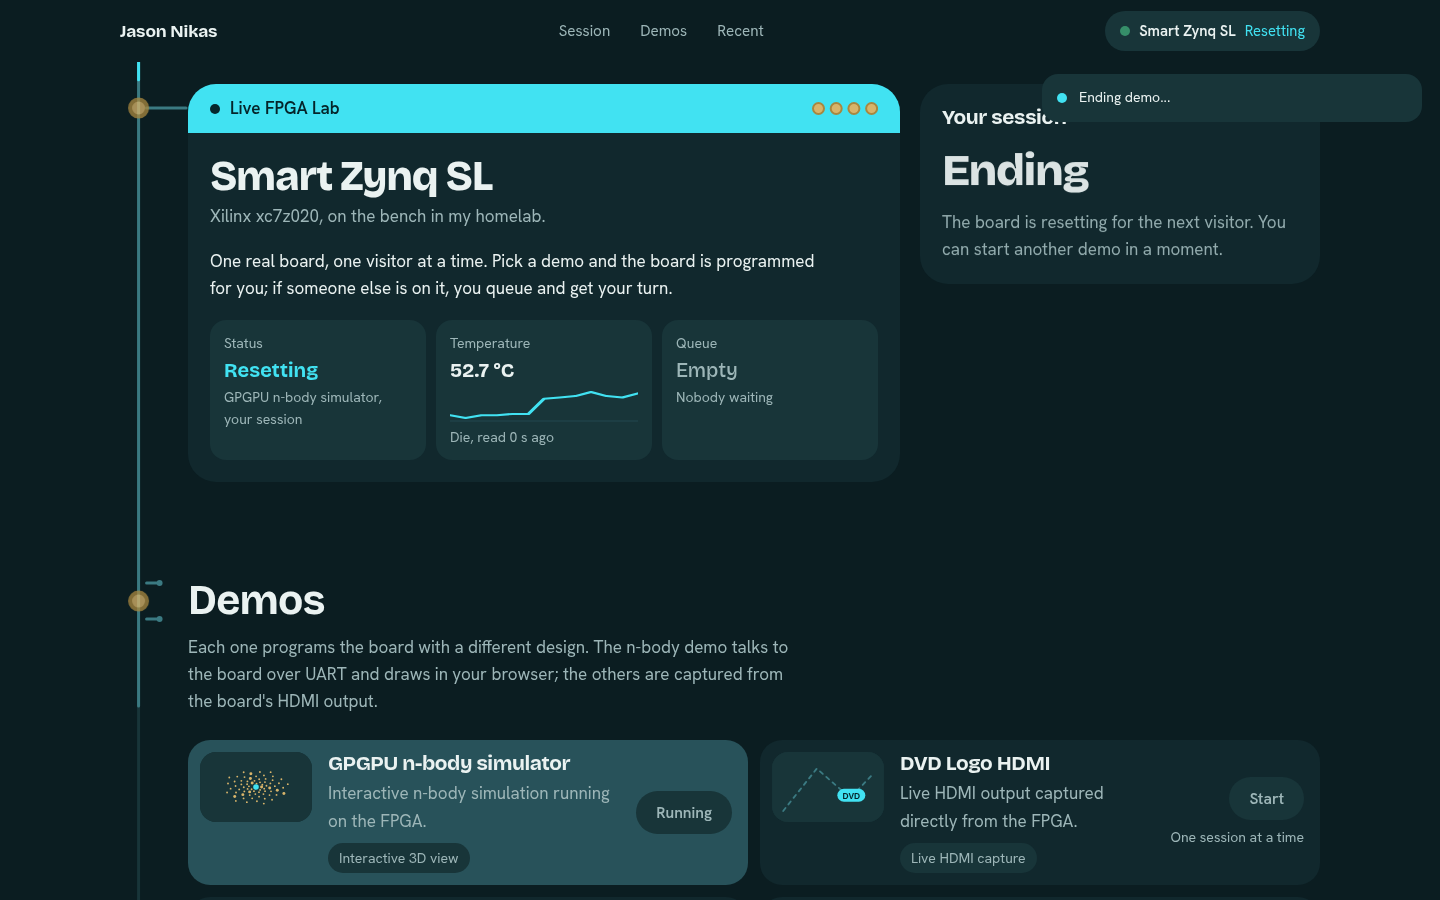 Jason Nikas
Session
Demos
Recent
Smart Zynq SL Resetting
Ending demo...
Live FPGA Lab
Smart Zynq SL
Xilinx xc7z020, on the bench in my homelab.
One real board, one visitor at a time. Pick a demo and the board is programmed
for you; if someone else is on it, you queue and get your turn.
Status
Resetting
GPGPU n-body simulator,
your session
Temperature
52.7 °C
Die, read 0 s ago
Queue
Empty
Nobody waiting
Your session
Ending
The board is resetting for the next visitor. You
can start another demo in a moment.
Demos
Each one programs the board with a different design. The n-body demo talks to
the board over UART and draws in your browser; the others are captured from
the board's HDMI output.
GPGPU n-body simulator
Interactive n-body simulation running
on the FPGA.
Interactive 3D view
Running
DVD
DVD Logo HDMI
Live HDMI output captured
directly from the FPGA.
Live HDMI capture
Start
One session at a time